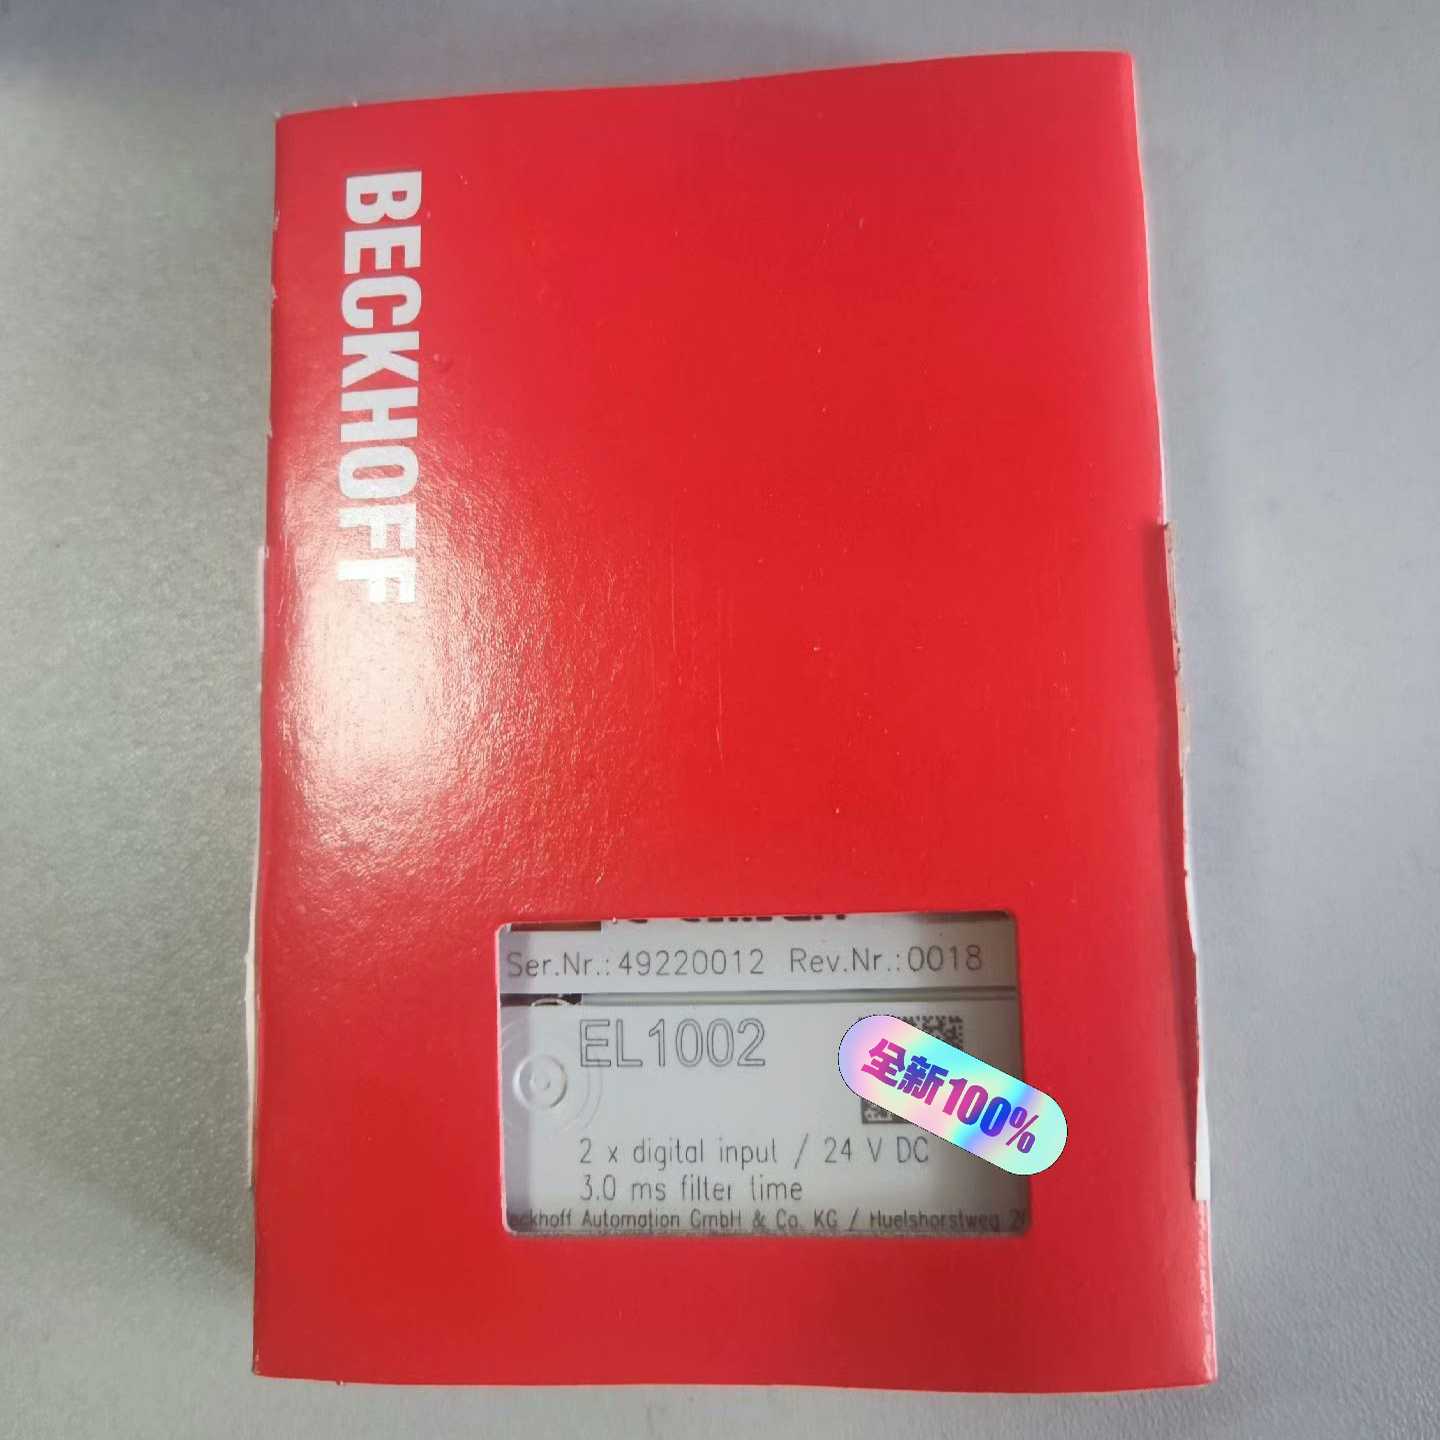 BECKHOFF
Ser.Nr.: 49220012 Rev.Nr.: 0018
EL1002
全新100%
2 x digital input / 24 V DC
3.0 ms filter time
eckhoff Automation GmbH & Co. KG / Huelshorstweg 2